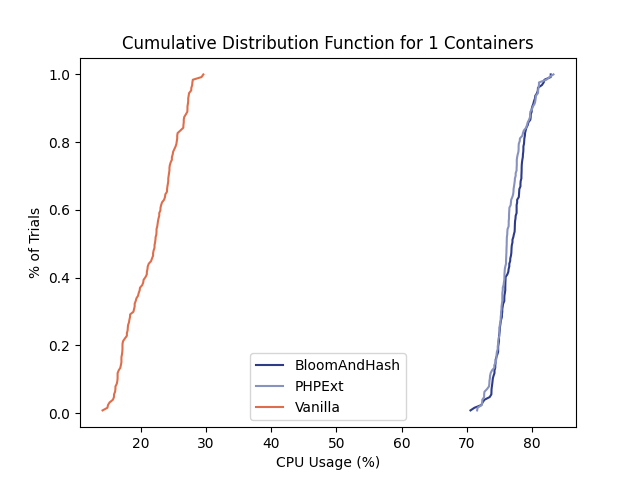 Cumulative Distribution Function for 1 Containers
% of Trials
1.0
0.8
0.6
0.4
0.2
0.0
BloomAndHash
PHPExt
Vanilla
20 30 40 50 60 70 80
CPU Usage (%)